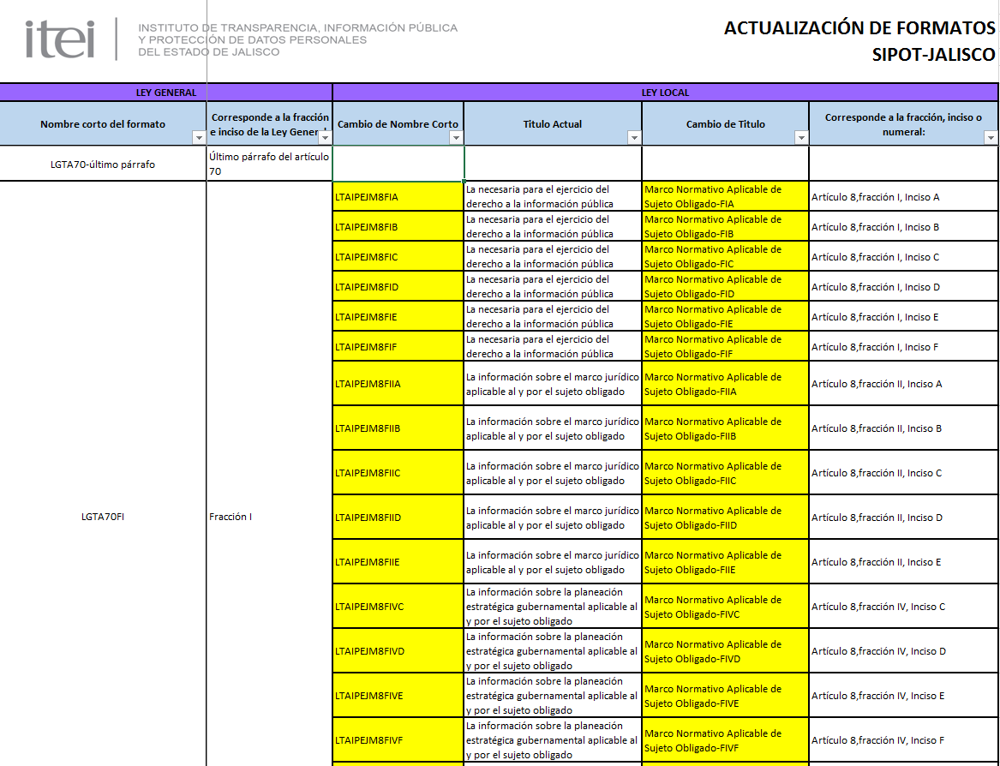 itei
INSTITUTO DE TRANSPARENCIA, INFORMACIÓN PÚBLICA
Y PROTECCIÓN DE DATOS PERSONALES
DEL ESTADO DE JALISCO
ACTUALIZACIÓN DE FORMATOS
SIPOT-JALISCO
LEY GENERAL
LEY LOCAL
Nombre corto del formato
Corresponde a la fracción
e inciso de la Ley General
Cambio de Nombre Corto
Titulo Actual
Cambio de Titulo
Corresponde a la fracción, inciso o
numeral:
LGTA70-último párrafo
Último párrafo del artículo
70
LGTA70FI
Fracción I
LTAIPEJM8FIA
La necesaria para el ejercicio del
derecho a la información pública
Marco Normativo Aplicable de
Sujeto Obligado-FIA
Artículo 8,fracción I, Inciso A
LTAIPEJM8FIB
La necesaria para el ejercicio del
derecho a la información pública
Marco Normativo Aplicable de
Sujeto Obligado-FIB
Artículo 8,fracción I, Inciso B
LTAIPEJM8FIC
La necesaria para el ejercicio del
derecho a la información pública
Marco Normativo Aplicable de
Sujeto Obligado-FIC
Artículo 8,fracción I, Inciso C
LTAIPEJM8FID
La necesaria para el ejercicio del
derecho a la información pública
Marco Normativo Aplicable de
Sujeto Obligado-FID
Artículo 8,fracción I, Inciso D
LTAIPEJM8FIE
La necesaria para el ejercicio del
derecho a la información pública
Marco Normativo Aplicable de
Sujeto Obligado-FIE
Artículo 8,fracción I, Inciso E
LTAIPEJM8FIF
La necesaria para el ejercicio del
derecho a la información pública
Marco Normativo Aplicable de
Sujeto Obligado-FIF
Artículo 8,fracción I, Inciso F
LTAIPEJM8FIIA
La información sobre el marco jurídico
aplicable al y por el sujeto obligado
Marco Normativo Aplicable de
Sujeto Obligado-FIIA
Artículo 8,fracción II, Inciso A
LTAIPEJM8FIIB
La información sobre el marco jurídico
aplicable al y por el sujeto obligado
Marco Normativo Aplicable de
Sujeto Obligado-FIIB
Artículo 8,fracción II, Inciso B
LTAIPEJM8FIIC
La información sobre el marco jurídico
aplicable al y por el sujeto obligado
Marco Normativo Aplicable de
Sujeto Obligado-FIIC
Artículo 8,fracción II, Inciso C
LTAIPEJM8FIID
La información sobre el marco jurídico
aplicable al y por el sujeto obligado
Marco Normativo Aplicable de
Sujeto Obligado-FIID
Artículo 8,fracción II, Inciso D
LTAIPEJM8FIIE
La información sobre el marco jurídico
aplicable al y por el sujeto obligado
Marco Normativo Aplicable de
Sujeto Obligado-FIIE
Artículo 8,fracción II, Inciso E
LTAIPEJM8FIVC
La información sobre la planeación
estratégica gubernamental aplicable al
y por el sujeto obligado
Marco Normativo Aplicable de
Sujeto Obligado-FIVC
Artículo 8,fracción IV, Inciso C
LTAIPEJM8FIVD
La información sobre la planeación
estratégica gubernamental aplicable al
y por el sujeto obligado
Marco Normativo Aplicable de
Sujeto Obligado-FIVD
Artículo 8,fracción IV, Inciso D
LTAIPEJM8FIVE
La información sobre la planeación
estratégica gubernamental aplicable al
y por el sujeto obligado
Marco Normativo Aplicable de
Sujeto Obligado-FIVE
Artículo 8,fracción IV, Inciso E
LTAIPEJM8FIVF
La información sobre la planeación
estratégica gubernamental aplicable al
y por el sujeto obligado
Marco Normativo Aplicable de
Sujeto Obligado-FIVF
Artículo 8,fracción IV, Inciso F